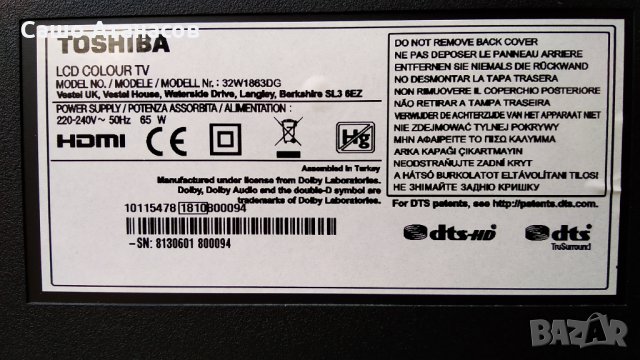 Сашо Атанасов
TOSHIBA
LCD COLOUR TV
MODEL NO. / MODELE / MODELL Nr. : 32W1863DG
Vestel UK, Vestel House, Waterside Drive, Langley, Berkshire SL3 6EZ
POWER SUPPLY / POTENZA ASSORBITA / ALIMENTATION :
220-240V~ 50Hz 65 W
HDMI CE Hg
Assembled in Turkey
Manufactured under license from Dolby Laboratories.
Dolby, Dolby Audio and the double-D symbol are
trademarks of Dolby Laboratories.
10115478 1810 800094
-SN: 8130601 800094
DO NOT REMOVE BACK COVER
NE PAS DEPOSER LE PANNEAU ARRIERE
ENTFERNEN SIE NIEMALS DIE RÜCKWAND
NO DESMONTAR LA TAPA TRASERA
NON RIMUOVERE IL COPERCHIO POSTERIORE
NÃO RETIRAR A TAMPA TRASEIRA
VERWIJDER DE ACHTERZIJDE VAN HET APPARAAT NIET
NIE ZDEJMOWAĆ TYLNEJ POKRYWY
ΜΗΝ ΑΦΑΙΡΕΙΤΕ ΤΟ ΠΙΣΩ ΚΑΛΥΜΜΑ
ARKA KAPAĞI ÇIKARTMAYIN
NEODSTRAŇUJTE ZADNÍ KRYT
A HÁTSÓ BURKOLATOT ELTÁVOLÍTANI TILOS!
НЕ ЗНІМАЙТЕ ЗАДНЮ КРИШКУ
For DTS patents, see http://patents.dts.com.
dts-HD
dts
TruSurround
BAZAR